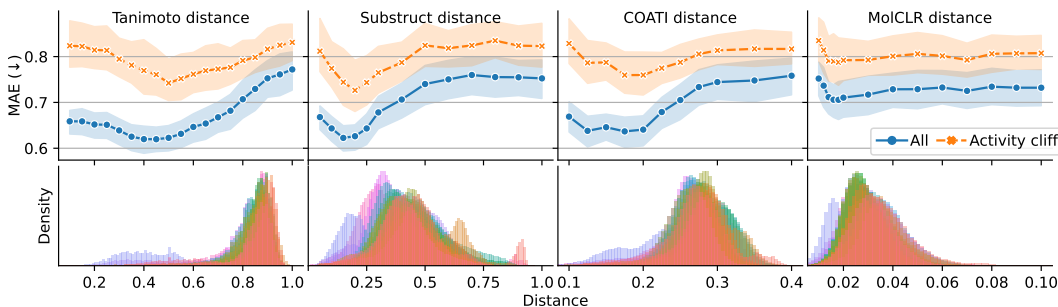 Tanimoto distance
Substruct distance
COATI distance
MolCLR distance
MAE (↓)
0.8
0.7
0.6
All
Activity cliff
Density
0.2 0.4 0.6 0.8 1.0
0.0 0.25 0.5 0.75 1.0
0.1 0.2 0.3 0.4
0.02 0.04 0.06 0.08 0.10
Distance